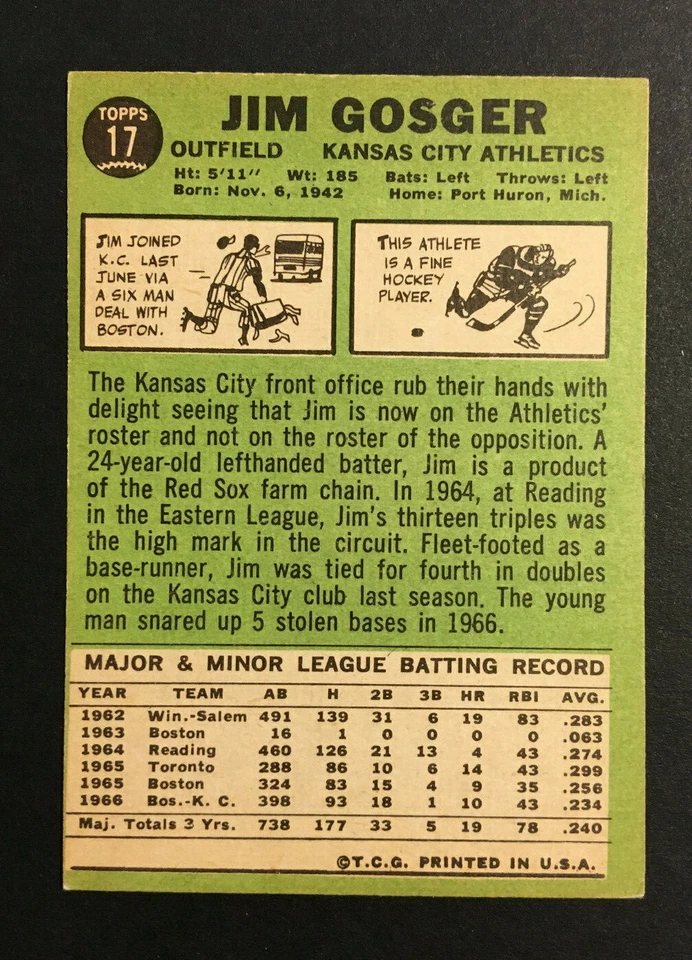 TOPPS
17
JIM GOSGER
OUTFIELD KANSAS CITY ATHLETICS
Ht: 5'11" Wt: 185 Bats: Left Throws: Left
Born: Nov. 6, 1942 Home: Port Huron, Mich.
JIM JOINED
K.C. LAST
JUNE VIA
A SIX MAN
DEAL WITH
BOSTON.
THIS ATHLETE
IS A FINE
HOCKEY
PLAYER.
The Kansas City front office rub their hands with
delight seeing that Jim is now on the Athletics'
roster and not on the roster of the opposition. A
24-year-old lefthanded batter, Jim is a product
of the Red Sox farm chain. In 1964, at Reading
in the Eastern League, Jim's thirteen triples was
the high mark in the circuit. Fleet-footed as a
base-runner, Jim was tied for fourth in doubles
on the Kansas City club last season. The young
man snared up 5 stolen bases in 1966.
MAJOR & MINOR LEAGUE BATTING RECORD
YEAR TEAM AB H 2B 3B HR RBI AVG.
1962 Win.-Salem 491 139 31 6 19 83 .283
1963 Boston 16 1 0 0 0 0 .063
1964 Reading 460 126 21 13 4 43 .274
1965 Toronto 288 86 10 6 14 43 .299
1965 Boston 324 83 15 4 9 35 .256
1966 Bos.-K. C. 398 93 18 1 10 43 .234
Maj. Totals 3 Yrs. 738 177 33 5 19 78 .240
©T.C.G. PRINTED IN U.S.A.